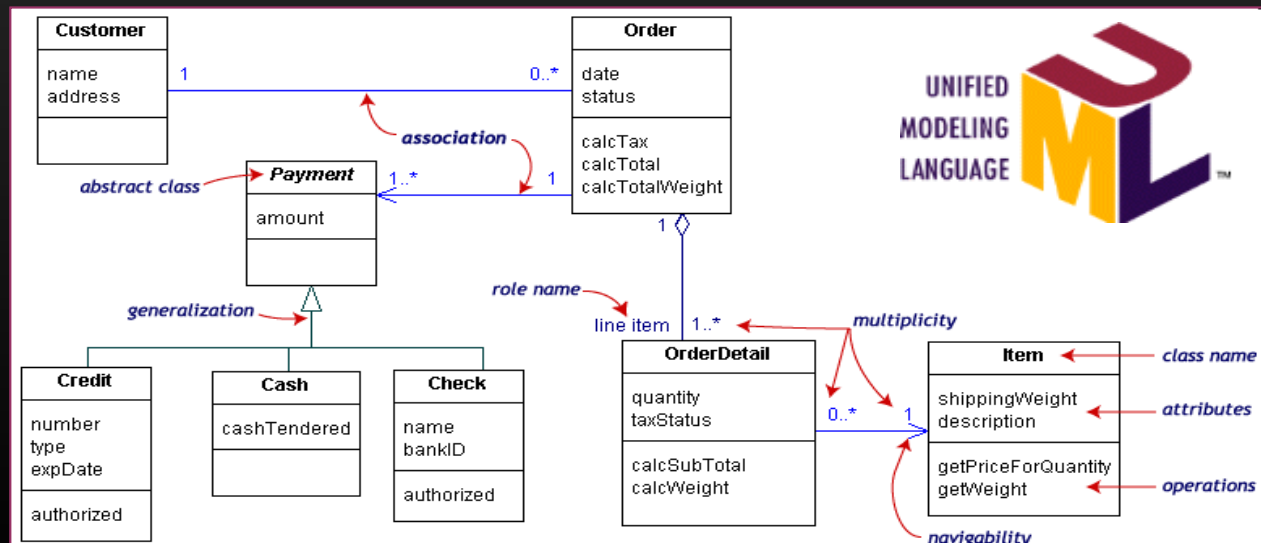 Customer
name
address
1
0..*
association
Order
date
status
calcTax
calcTotal
calcTotalWeight
UNIFIED
MODELING
LANGUAGE
UML
TM
abstract class
Payment
amount
1..*
1
1
generalization
role name
line item
1..*
multiplicity
Credit
number
type
expDate
authorized
Cash
cashTendered
Check
name
bankID
authorized
OrderDetail
quantity
taxStatus
calcSubTotal
calcWeight
0..*
1
Item
shippingWeight
description
getPriceForQuantity
getWeight
class name
attributes
operations
navigability